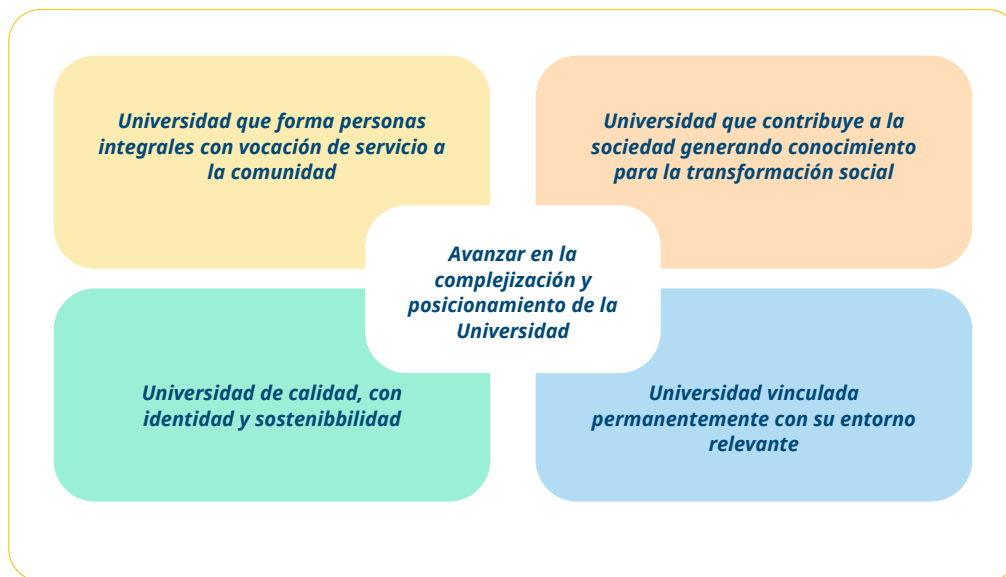 Universidad que forma personas
integrales con vocación de servicio a
la comunidad
Universidad que contribuye a la
sociedad generando conocimiento
para la transformación social
Avanzar en la
complejización y
posicionamiento de la
Universidad
Universidad de calidad, con
identidad y sostenibbilidad
Universidad vinculada
permanentemente con su entorno
relevante